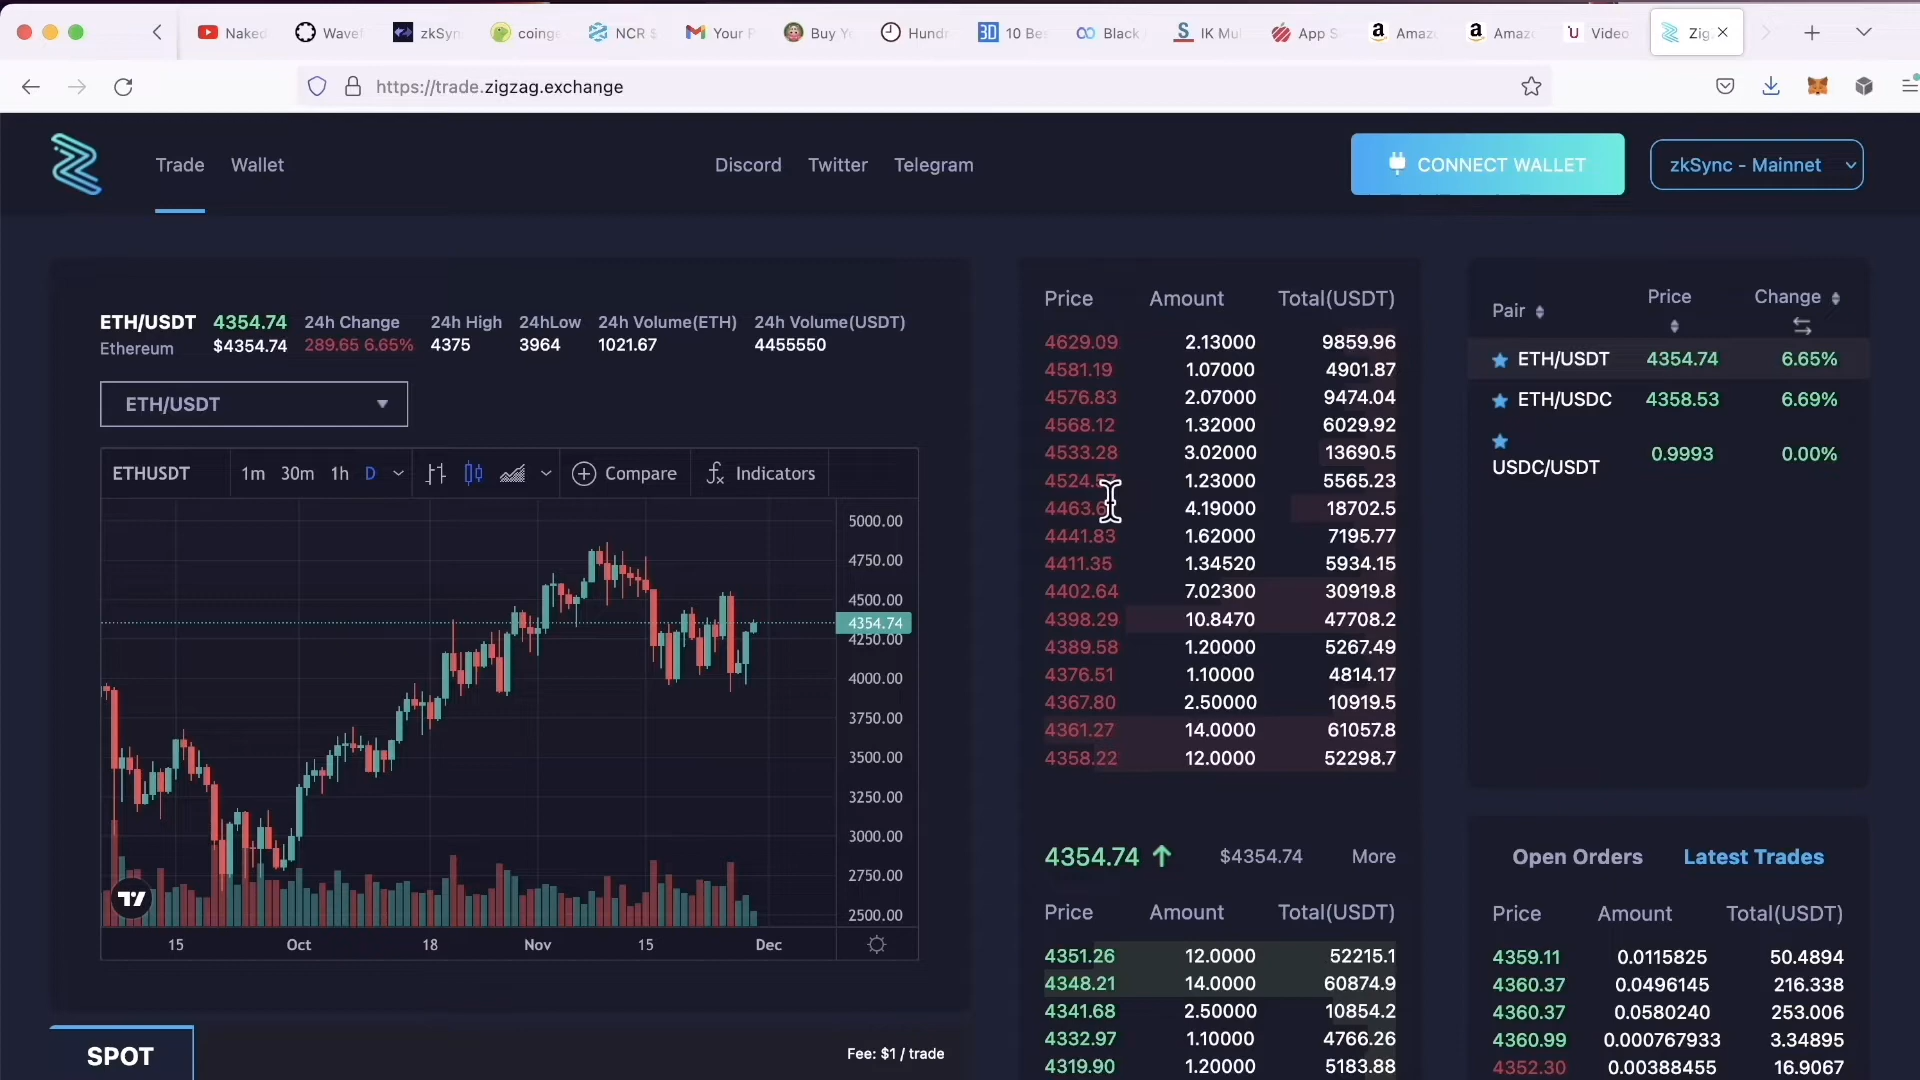 Naked
Wavef
zkSyn
coinge
NCR $
Your F
Buy Y
Hundr
3D
10 Be
Black
IK Mul
App S
Amaz
Amaz
Video
Zig
https://trade.zigzag.exchange
Trade
Wallet
Discord
Twitter
Telegram
CONNECT WALLET
zkSync - Mainnet
ETH/USDT
Ethereum
4354.74
$4354.74
24h Change
289.65 6.65%
24h High
4375
24hLow
3964
24h Volume(ETH)
1021.67
24h Volume(USDT)
4455550
ETH/USDT
ETHUSDT
1m 30m 1h D
Compare
Indicators
5000.00
4750.00
4500.00
4354.74
4250.00
4000.00
3750.00
3500.00
3250.00
3000.00
2750.00
2500.00
15 Oct 18 Nov 15 Dec
SPOT
Fee: $1 / trade
Price Amount Total(USDT)
4629.09 2.13000 9859.96
4581.19 1.07000 4901.87
4576.83 2.07000 9474.04
4568.12 1.32000 6029.92
4533.28 3.02000 13690.5
4524.57 1.23000 5565.23
1.23000 5565.23
4.19000 18702.5
4441.83 1.62000 7195.77
4411.35 1.34520 5934.15
4402.64 7.02300 30919.8
4398.29 10.8470 47708.2
4389.58 1.20000 5267.49
4376.51 1.10000 4814.17
4367.80 2.50000 10919.5
4361.27 14.0000 61057.8
4358.22 12.0000 52298.7
4354.74 $4354.74 More
Price Amount Total(USDT)
4351.26 12.0000 52215.1
4348.21 14.0000 60874.9
4341.68 2.50000 10854.2
4332.97 1.10000 4766.26
4319.90 1.20000 5183.88
Pair Price Change
ETH/USDT 4354.74 6.65%
ETH/USDC 4358.53 6.69%
USDC/USDT 0.9993 0.00%
Open Orders Latest Trades
Price Amount Total(USDT)
4359.11 0.0115825 50.4894
4360.37 0.0496145 216.338
4360.37 0.0580240 253.006
4360.99 0.000767933 3.34895
4352.30 0.00388455 16.9067